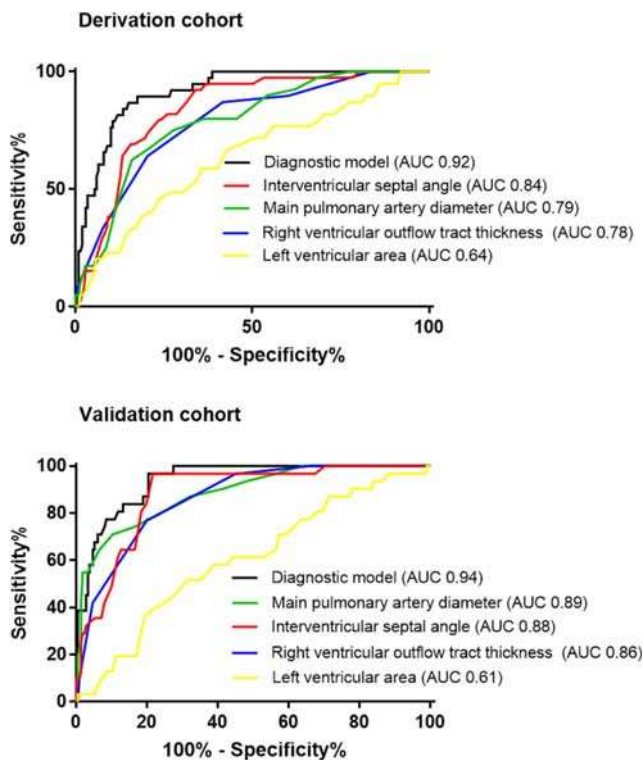 Derivation cohort
100
50
0
Sensitivity%
Diagnostic model (AUC 0.92)
Interventricular septal angle (AUC 0.84)
Main pulmonary artery diameter (AUC 0.79)
Right ventricular outflow tract thickness (AUC 0.78)
Left ventricular area (AUC 0.64)
0
50
100
100% - Specificity%
Validation cohort
100
80
60
40
20
0
Sensitivity%
Diagnostic model (AUC 0.94)
Main pulmonary artery diameter (AUC 0.89)
Interventricular septal angle (AUC 0.88)
Right ventricular outflow tract thickness (AUC 0.86)
Left ventricular area (AUC 0.61)
0
20
40
60
80
100
100% - Specificity%